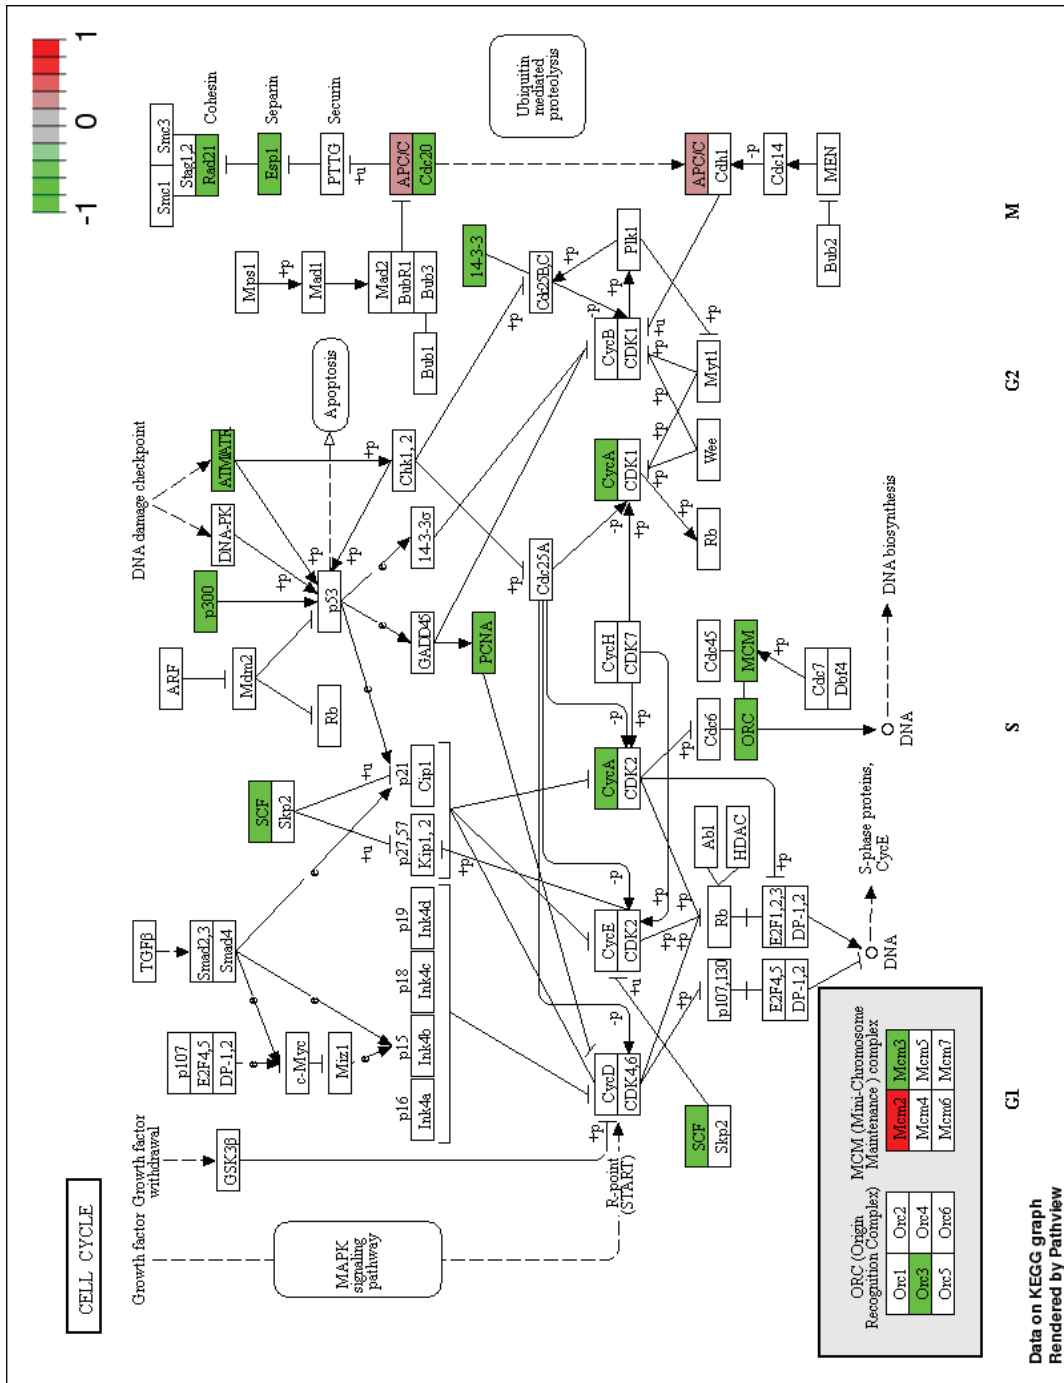 CELL CYCLE
-1 0 1
Growth factor
Growth factor
withdrawal
MAPK
signaling
pathway
GSK3β
R-point
(START)
+p
p107
E2F4,5
DP-1,2
e
TGFβ
Smad2,3
Smad4
e
e
e
c-Myc
Miz1
e
p16
Ink4a
p15
Ink4b
p18
Ink4c
p19
Ink4d
p27,57
Kip1, 2
p21
Cip1
+u
+u
+p
SCF
Skp2
ARF
Mdm2
Rb
p300
DNA damage checkpoint
DNA-PK
ATM/ATR
+p
+p
+p
+p
p53
Apoptosis
e
e
e
GADD45
14-3-3σ
Chk1, 2
PCNA
+p
+p
Cdc25A
Mps1
+p
Mad1
Mad2
BubR1
Bub3
Bub1
Smc1
Smc3
Stag1,2
Rad21
Cohesin
Esp1
Separin
PTTG
Securin
+u
APC/C
Cdc20
Ubiquitin
mediated
proteolysis
14-3-3
Cdc25B,C
+p
-p
CycB
CDK1
+p
Plk1
+p
+p
+u
+p
+p
Myt1
Wee
APC/C
Cdh1
-p
Cdc14
MEN
Bub2
CycA
CDK1
-p
+p
+p
Rb
CycH
CDK7
CycA
CDK2
-p
+p
+p
Cdc6
Cdc45
ORC
MCM
+p
Cdc7
Dbf4
DNA
DNA biosynthesis
CycE
CDK2
-p
+p
+u
+p
+p
+p
+p
CycD
CDK4,6
-p
SCF
Skp2
Rb
Abl
HDAC
p107,130
E2F4,5
DP-1,2
E2F1,2,3
DP-1,2
+p
DNA
S-phase proteins,
CycE
G1
S
G2
M
ORC (Origin
Recognition Complex)
Orc1 Orc2
Orc3 Orc4
Orc5 Orc6
MCM (Mini-Chromosome
Maintenance ) complex
Mcm2 Mcm3
Mcm4 Mcm5
Mcm6 Mcm7
Data on KEGG graph
Rendered by Pathview